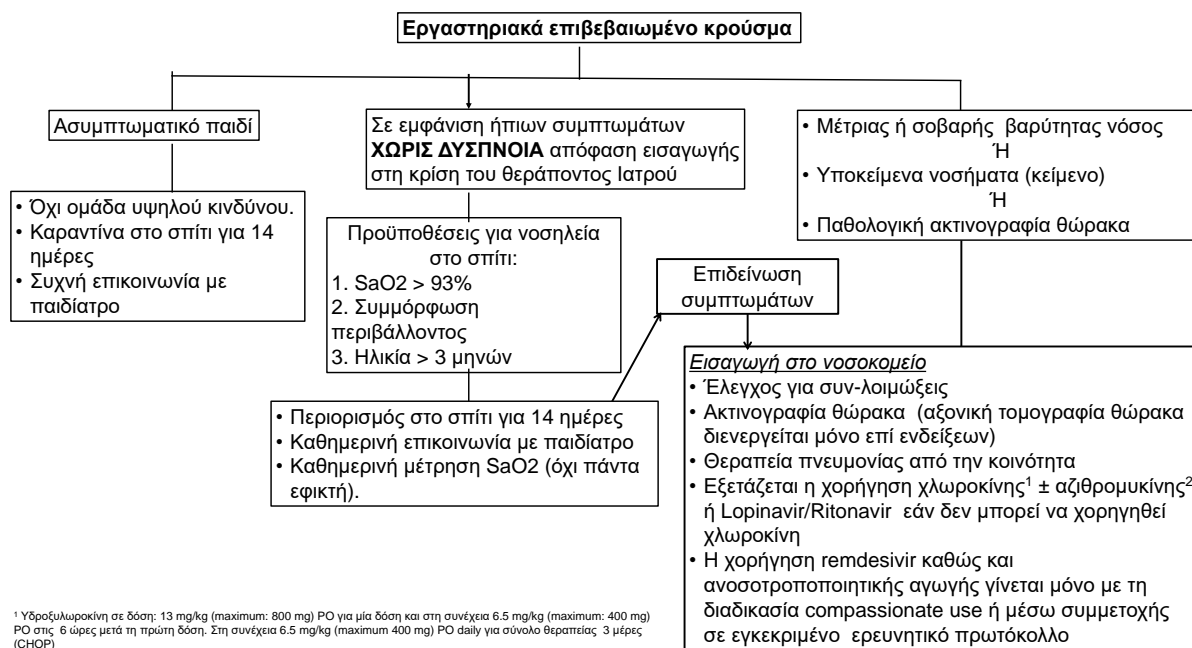 Εργαστηριακά επιβεβαιωμένο κρούσμα
Ασυμπτωματικό παιδί
• Όχι ομάδα υψηλού κινδύνου.
• Καραντίνα στο σπίτι για 14
ημέρες
• Συχνή επικοινωνία με
παιδίατρο
Σε εμφάνιση ήπιων συμπτωμάτων
ΧΩΡΙΣ ΔΥΣΠΝΟΙΑ απόφαση εισαγωγής
στη κρίση του θεράποντος Ιατρού
Προϋποθέσεις για νοσηλεία
στο σπίτι:
1. SaO2 > 93%
2. Συμμόρφωση
περιβάλλοντος
3. Ηλικία > 3 μηνών
• Περιορισμός στο σπίτι για 14 ημέρες
• Καθημερινή επικοινωνία με παιδίατρο
• Καθημερινή μέτρηση SaO2 (όχι πάντα
εφικτή).
Επιδείνωση
συμπτωμάτων
• Μέτριας ή σοβαρής βαρύτητας νόσος
Ή
• Υποκείμενα νοσήματα (κείμενο)
Ή
• Παθολογική ακτινογραφία θώρακα
Εισαγωγή στο νοσοκομείο
• Έλεγχος για συν-λοιμώξεις
• Ακτινογραφία θώρακα (αξονική τομογραφία θώρακα
διενεργείται μόνο επί ενδείξεων)
• Θεραπεία πνευμονίας από την κοινότητα
• Εξετάζεται η χορήγηση χλωροκίνης1 ± αζιθρομυκίνης2
ή Lopinavir/Ritonavir εάν δεν μπορεί να χορηγηθεί
χλωροκίνη
• Η χορήγηση remdesivir καθώς και
ανοσοτροποποιητικής αγωγής γίνεται μόνο με τη
διαδικασία compassionate use ή μέσω συμμετοχής
σε εγκεκριμένο ερευνητικό πρωτόκολλο
1 Υδροξυλωροκίνη σε δόση: 13 mg/kg (maximum: 800 mg) PO για μία δόση και στη συνέχεια 6.5 mg/kg (maximum: 400 mg)
PO στις 6 ώρες μετά τη πρώτη δόση. Στη συνέχεια 6.5 mg/kg (maximum 400 mg) PO daily για σύνολο θεραπείας 3 μέρες
(CHOP)